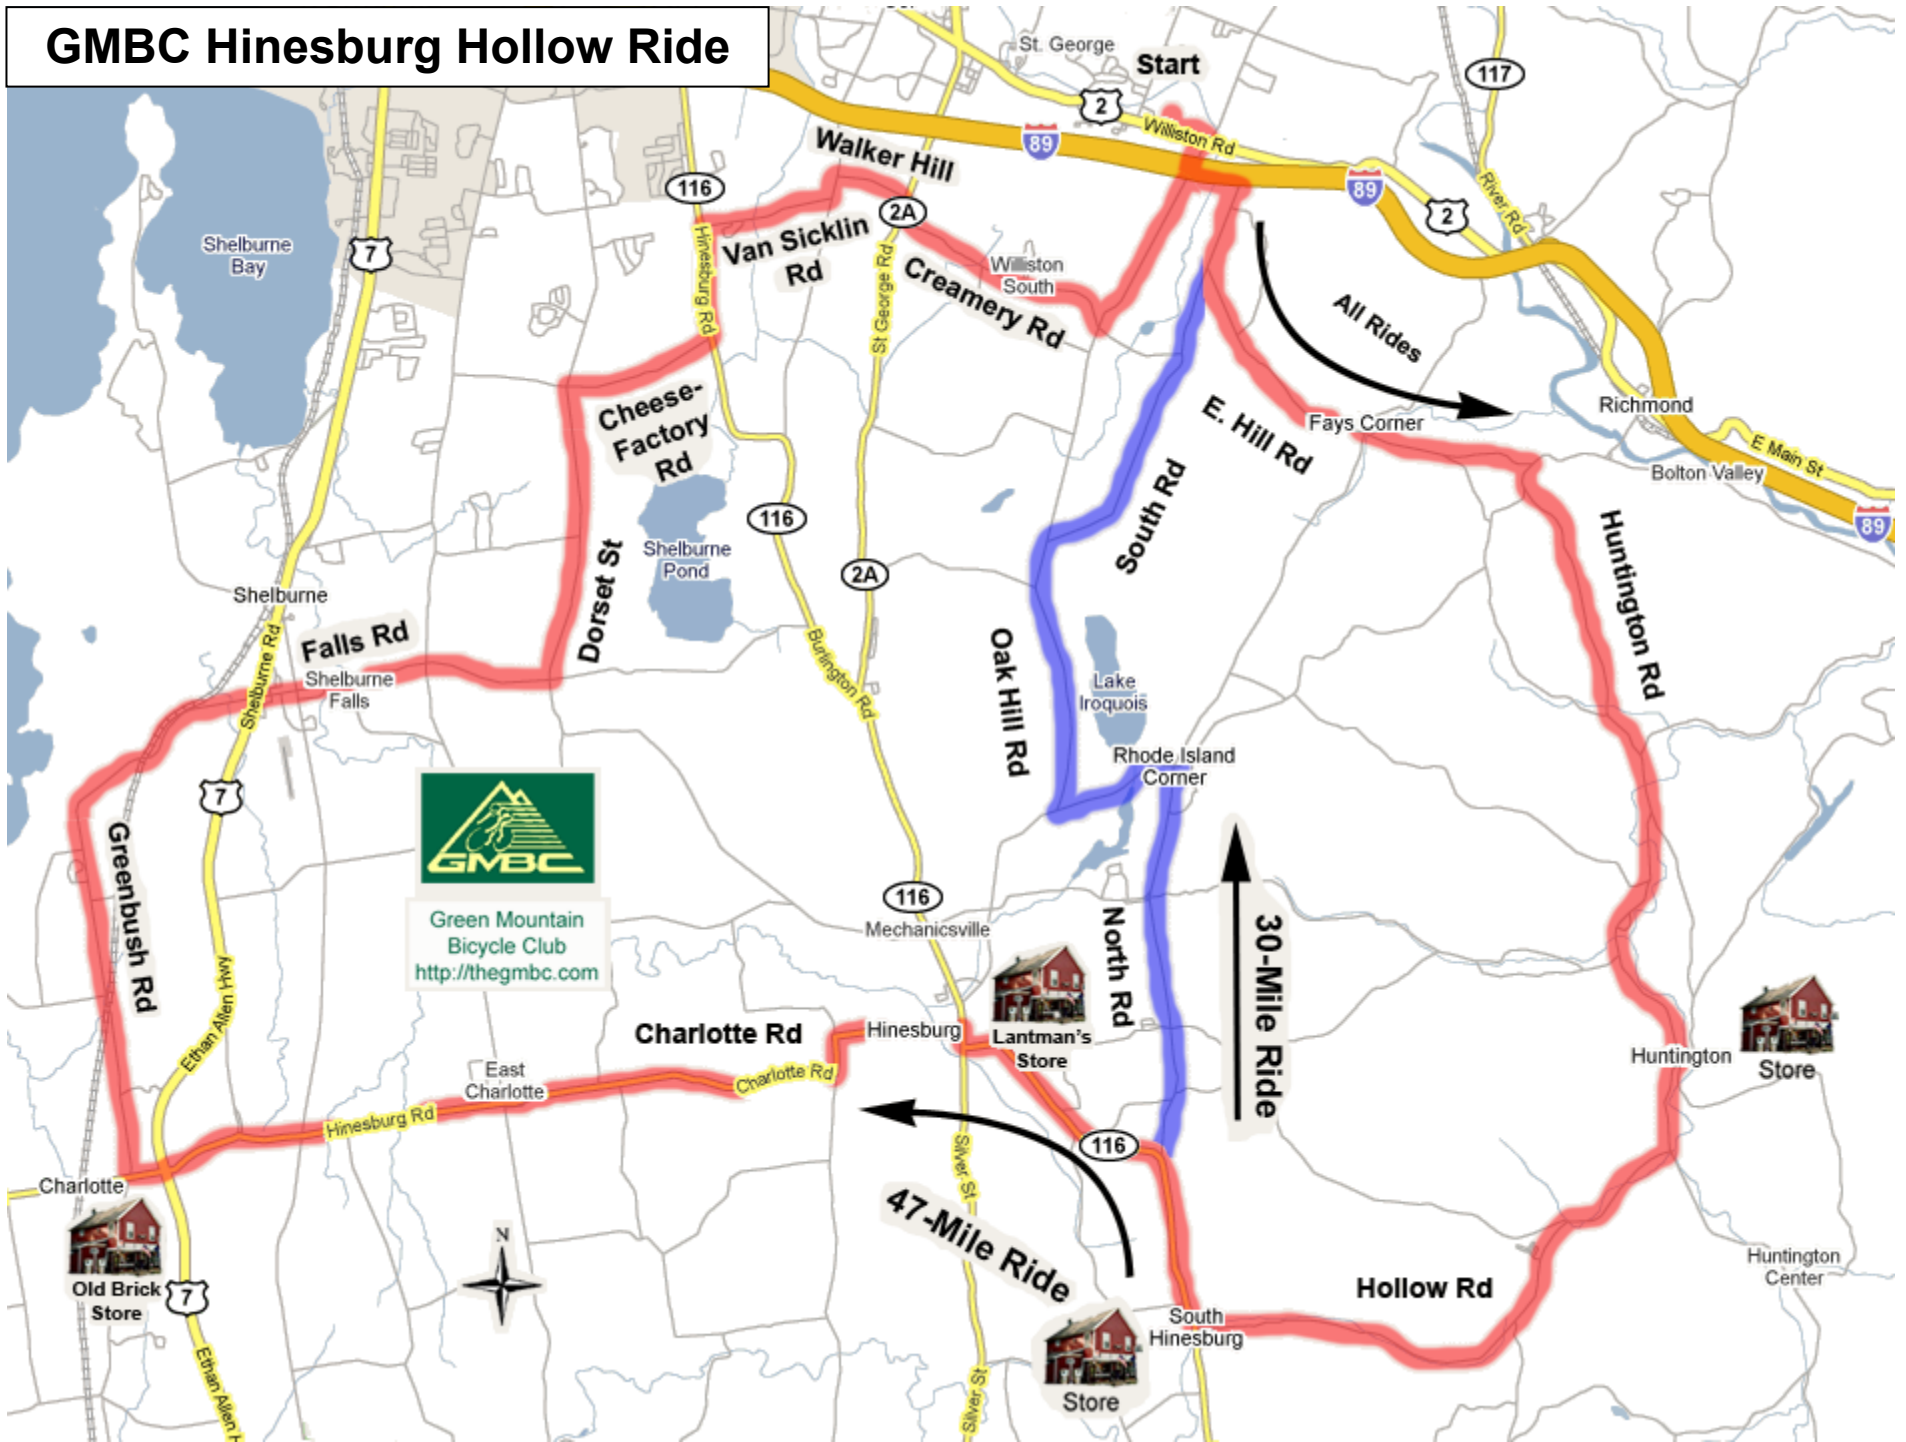 GMBC Hinesburg Hollow Ride
St. George
Start
117
2
Williston Rd
89
Walker Hill
116
89
2
River Rd
2A
Shelburne
Bay
7
Hinesburg Rd
Van Sicklin
Rd
St George Rd
Creamery Rd
Williston
South
All Rides
Richmond
E Main St
Bolton Valley
89
Cheese-
Factory
Rd
E. Hill Rd
Fays Corner
South Rd
116
Huntington Rd
Shelburne
Pond
2A
Dorset St
Shelburne
Falls Rd
Shelburne
Falls
Shelburne Rd
Burlington Rd
Oak Hill Rd
Lake
Iroquois
Rhode Island
Corner
7
GMBC
Green Mountain
Bicycle Club
http://thegmbc.com
Greenbush Rd
116
Mechanicsville
North Rd
30-Mile Ride
Ethan Allen Hwy
Charlotte Rd
Hinesburg
Lantman's
Store
Huntington
Store
East
Charlotte
Charlotte Rd
Hinesburg Rd
116
Silver St
47-Mile Ride
Charlotte
Old Brick
Store
7
N
Hollow Rd
Huntington
Center
South
Hinesburg
Store
Ethan Allen H
Silver St